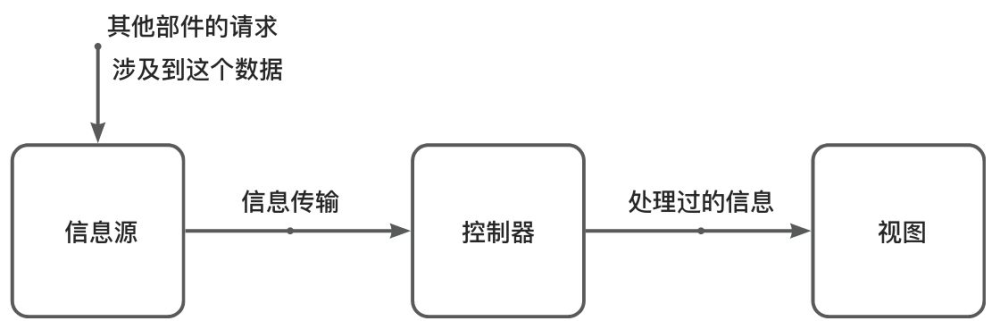 其他部件的请求
涉及到这个数据
信息传输
处理过的信息
信息源
控制器
视图